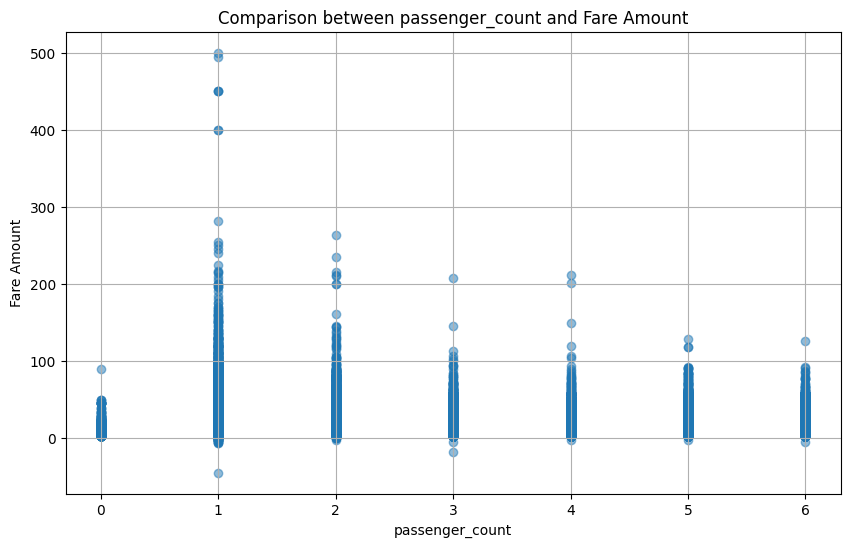 Comparison between passenger_count and Fare Amount
500
400
300
200
100
0
Fare Amount
0 1 2 3 4 5 6
passenger_count